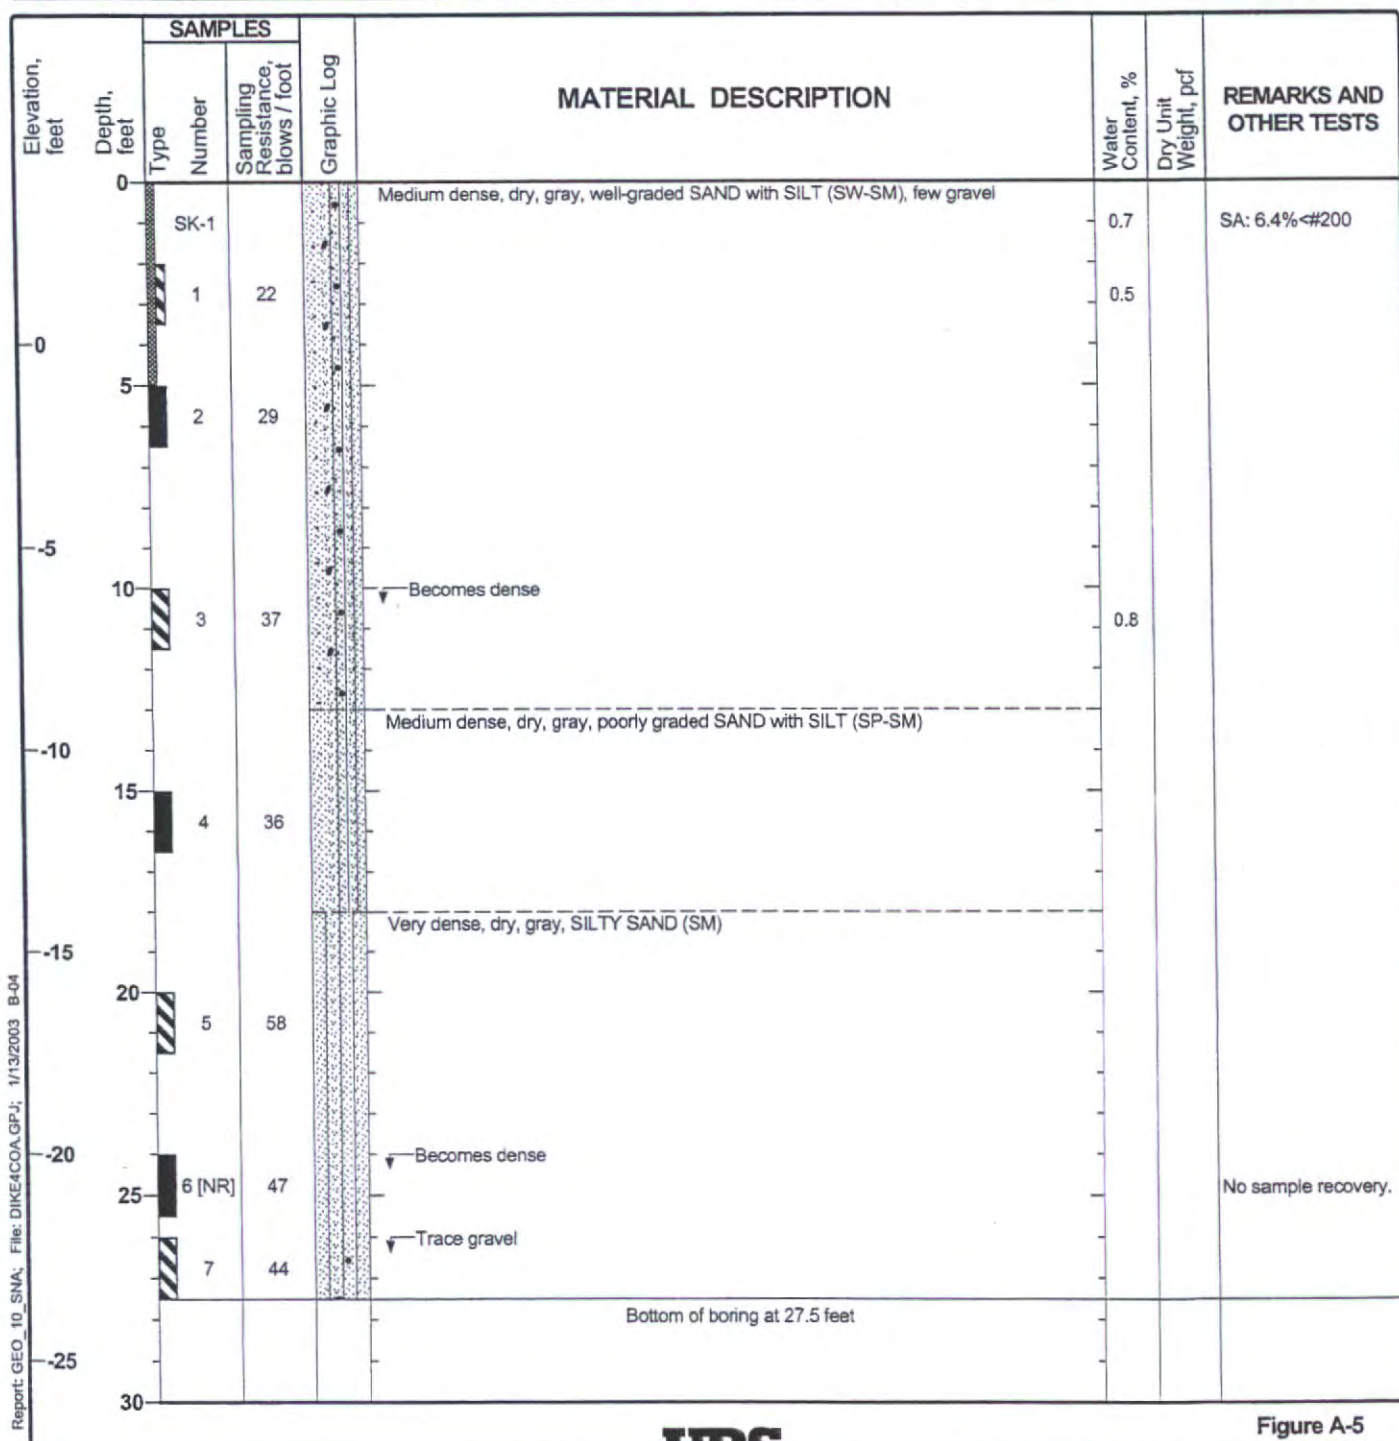 SAMPLES
Elevation,
feet
Depth,
feet
Type
Number
Sampling
Resistance,
blows / foot
Graphic Log
MATERIAL DESCRIPTION
Water
Content, %
Dry Unit
Weight, pcf
REMARKS AND
OTHER TESTS
0
Medium dense, dry, gray, well-graded SAND with SILT (SW-SM), few gravel
SK-1
0.7
SA: 6.4%<#200
1
22
0.5
0
5
2
29
-5
10
Becomes dense
3
37
0.8
Medium dense, dry, gray, poorly graded SAND with SILT (SP-SM)
-10
15
4
36
Very dense, dry, gray, SILTY SAND (SM)
-15
20
5
58
-20
Becomes dense
25
6 [NR]
47
No sample recovery.
Trace gravel
7
44
Bottom of boring at 27.5 feet
-25
30
Report: GEO_10_SNA; File: DIKE4COA.GPJ; 1/13/2003 B-04
URS
Figure A-5